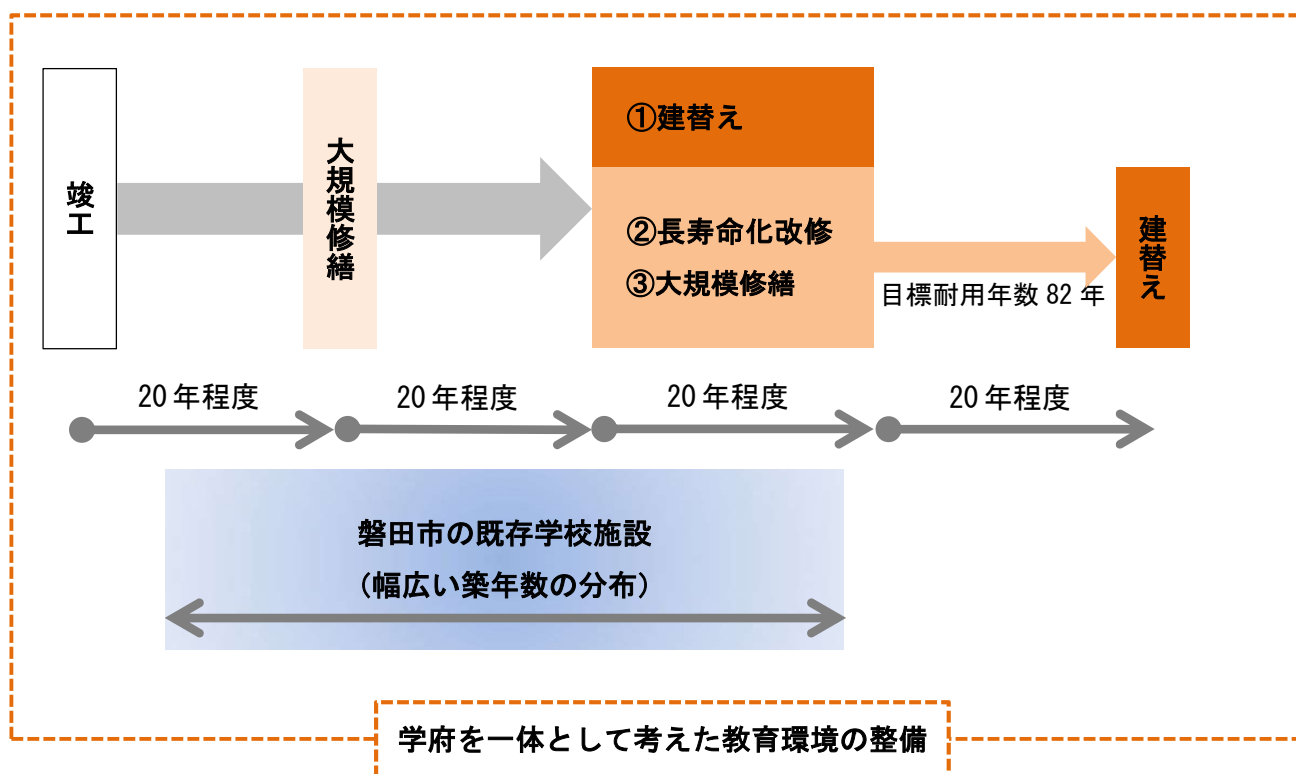 竣工
大規模修繕
①建替え
②長寿命化改修
③大規模修繕
目標耐用年数 82 年
建替え
20 年程度
20 年程度
20 年程度
20 年程度
磐田市の既存学校施設
(幅広い築年数の分布)
学府を一体として考えた教育環境の整備